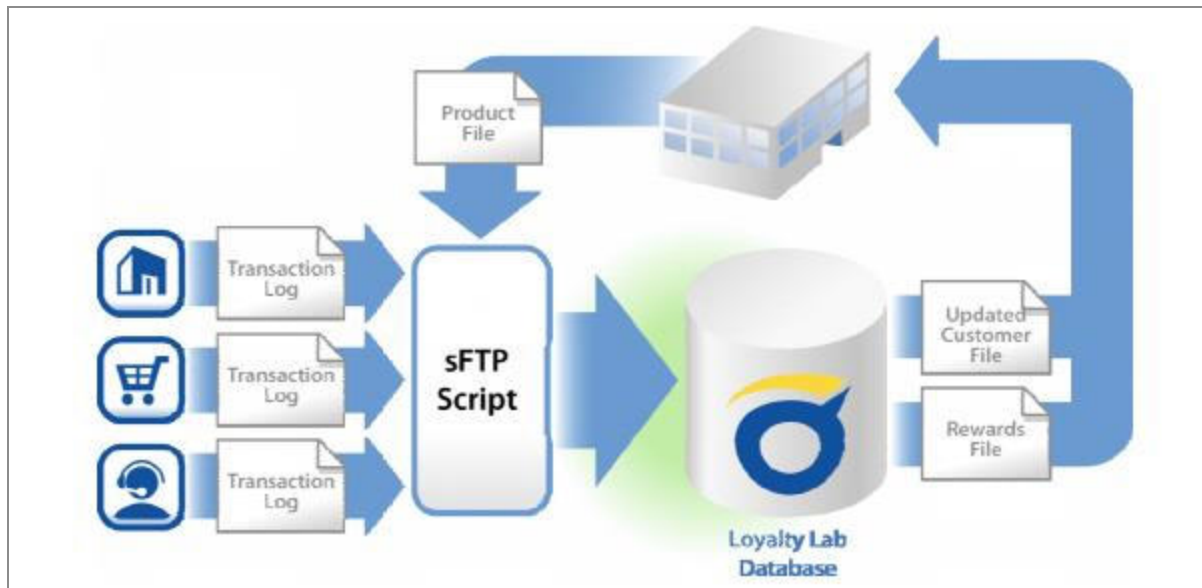 Product
File
Transaction
Log
Transaction
Log
Transaction
Log
sFTP
Script
Updated
Customer
File
Rewards
File
Loyalty Lab
Database